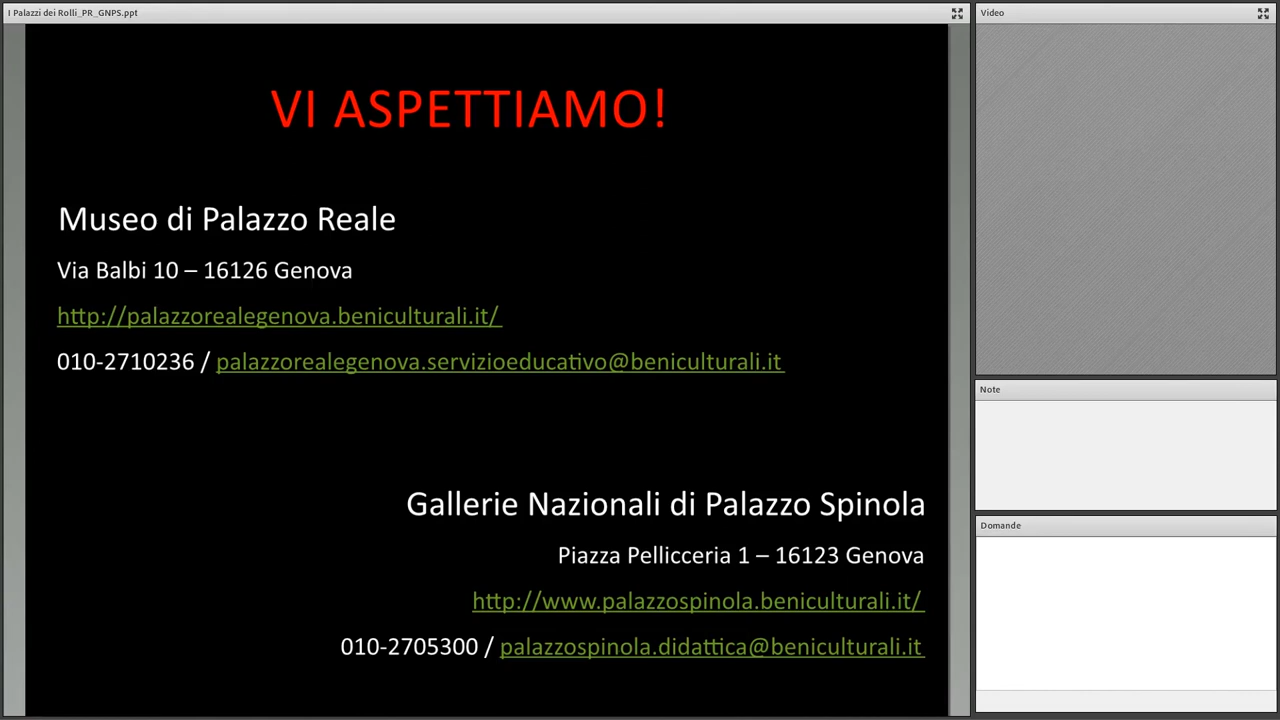 I Palazzi dei Rolli_PR_GNPS.ppt
VI ASPETTIAMO!
Museo di Palazzo Reale
Via Balbi 10 – 16126 Genova
http://palazzorealegenova.beniculturali.it/
010-2710236 / palazzorealegenova.servizioeducativo@beniculturali.it
Gallerie Nazionali di Palazzo Spinola
Piazza Pellicceria 1 – 16123 Genova
http://www.palazzospinola.beniculturali.it/
010-2705300 / palazzospinola.didattica@beniculturali.it
Video
Note
Domande